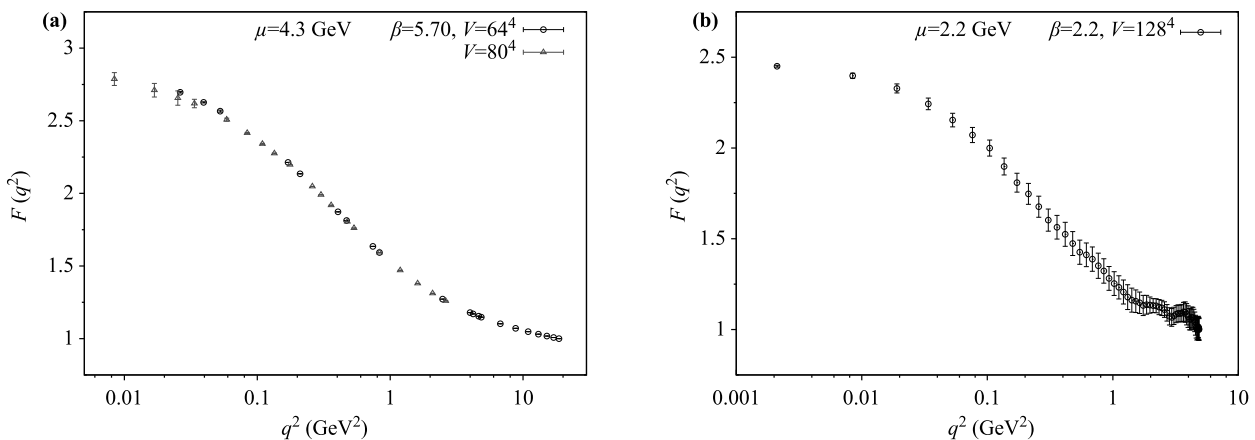 (a)
μ=4.3 GeV β=5.70, V=64⁴
V=80⁴
3
2.5
2
1.5
1
F (q²)
0.01 0.1 1 10
q² (GeV²)
(b)
μ=2.2 GeV β=2.2, V=128⁴
2.5
2
1.5
1
F (q²)
0.001 0.01 0.1 1 10
q² (GeV²)